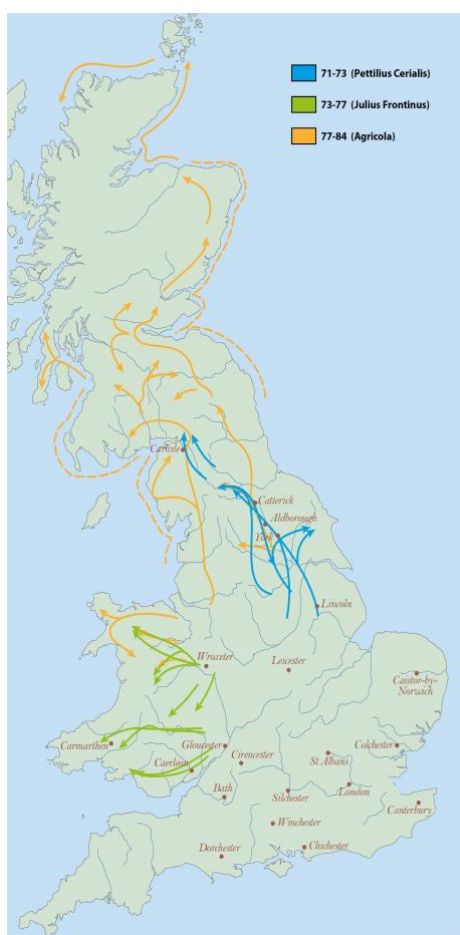 71-73 (Pettilius Cerialis)
73-77 (Julius Frontinus)
77-84 (Agricola)
Carlisle
Catterick
Aldborough
York
Lincoln
Wroxeter
Leicester
Caistor-by-
Norwich
Carmarthen
Gloucester
Colchester
Caerleon
Cirencester
St Albans
Bath
Silchester
London
Canterbury
Winchester
Dorchester
Chichester